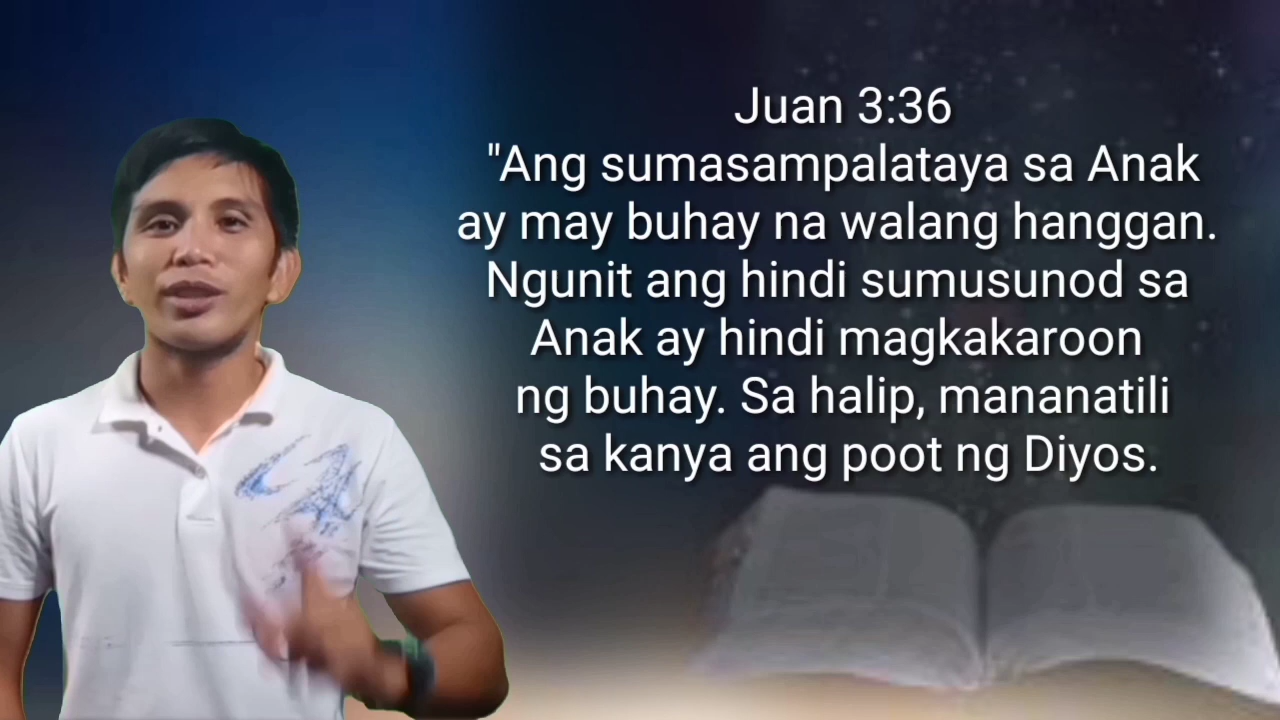 Juan 3:36
"Ang sumasampalataya sa Anak
ay may buhay na walang hanggan.
Ngunit ang hindi sumusunod sa
Anak ay hindi magkakaroon
ng buhay. Sa halip, mananatili
sa kanya ang poot ng Diyos.